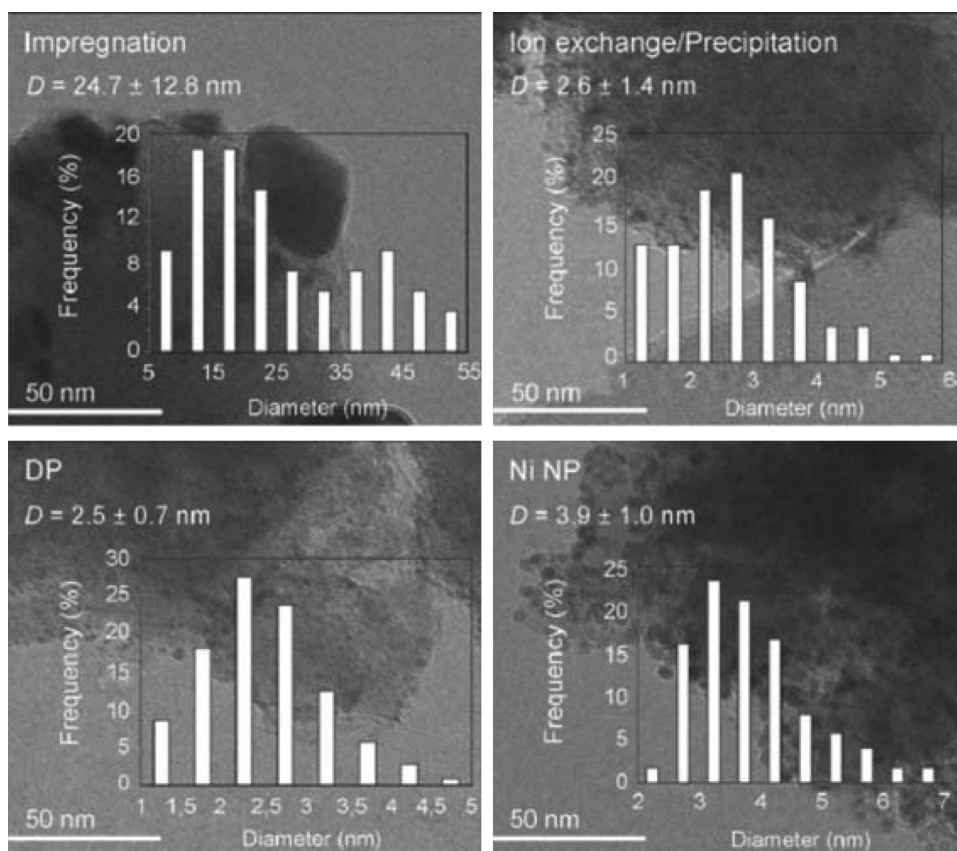 Impregnation
D = 24.7 ± 12.8 nm
Frequency (%)
20
16
12
8
4
0
5 15 25 35 45 55
Diameter (nm)
50 nm
Ion exchange/Precipitation
D = 2.6 ± 1.4 nm
Frequency (%)
25
20
15
10
5
0
1 2 3 4 5 6
Diameter (nm)
50 nm
DP
D = 2.5 ± 0.7 nm
Frequency (%)
30
25
20
15
10
5
0
1 1,5 2 2,5 3 3,5 4 4,5 5
Diameter (nm)
50 nm
Ni NP
D = 3.9 ± 1.0 nm
Frequency (%)
25
20
15
10
5
0
2 3 4 5 6 7
Diameter (nm)
50 nm